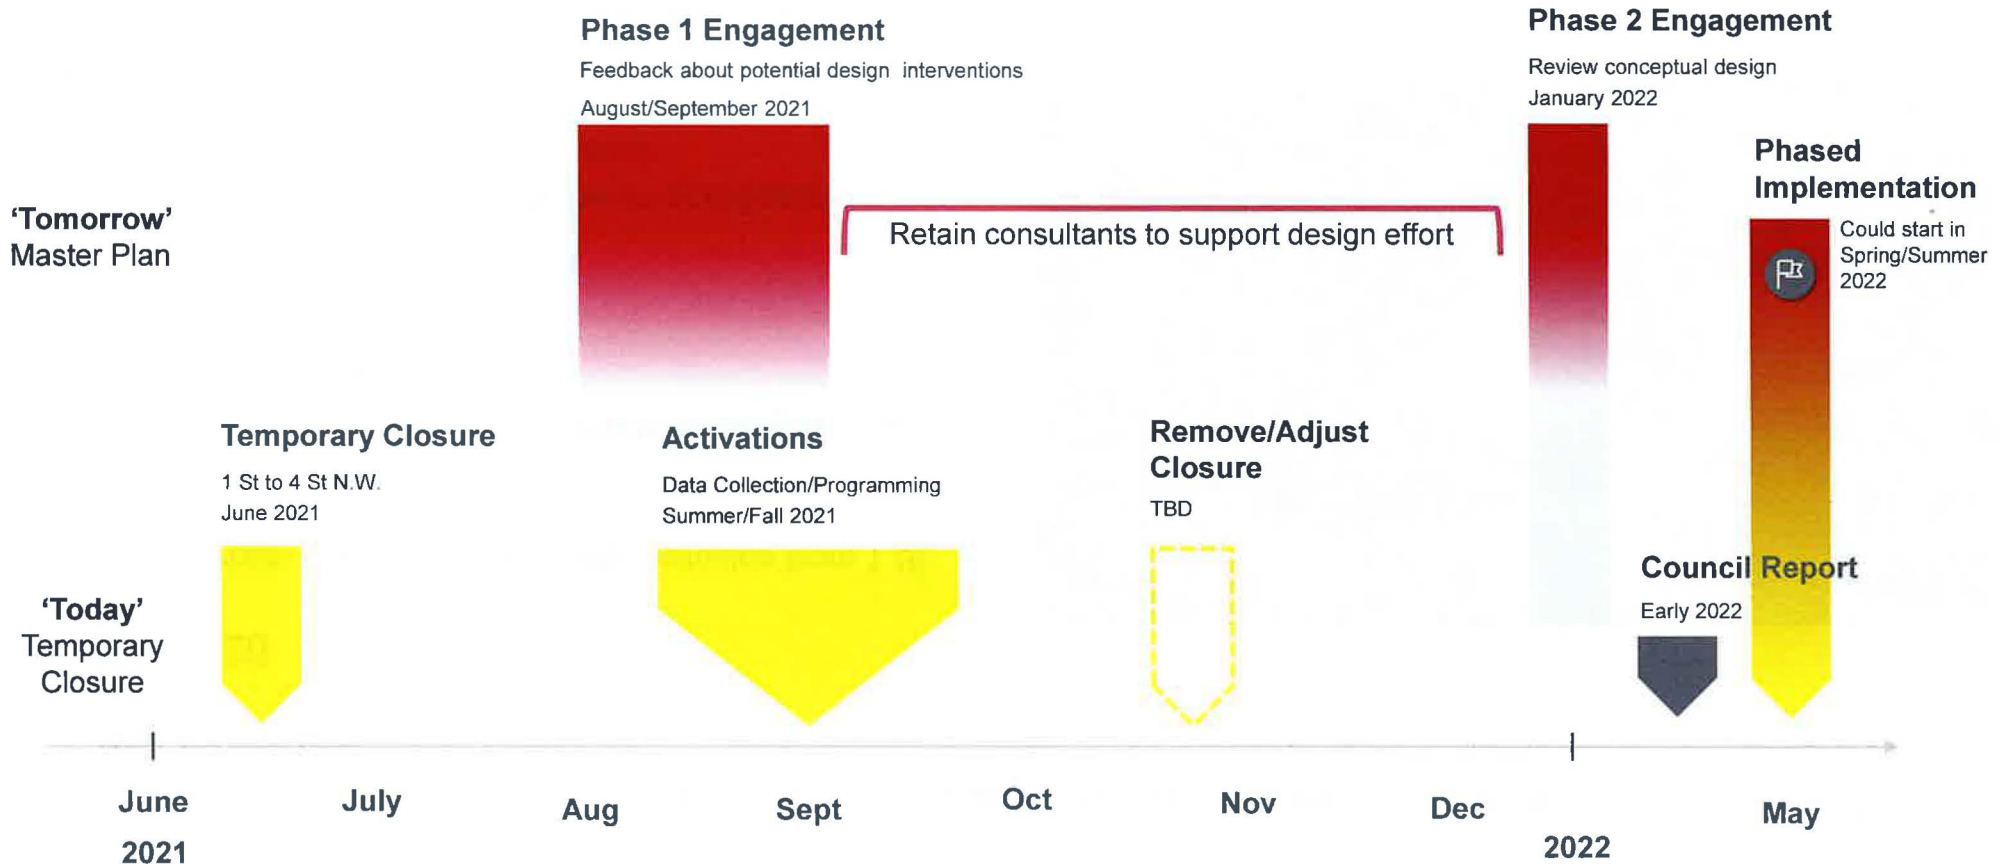 Phase 1 Engagement
Feedback about potential design interventions
August/September 2021
Phase 2 Engagement
Review conceptual design
January 2022
Phased
Implementation
Could start in
Spring/Summer
2022
‘Tomorrow’
Master Plan
Retain consultants to support design effort
Temporary Closure
1 St to 4 St N.W.
June 2021
Activations
Data Collection/Programming
Summer/Fall 2021
Remove/Adjust
Closure
TBD
Council Report
Early 2022
‘Today’
Temporary
Closure
June
July
Aug
Sept
Oct
Nov
Dec
May
2021
2022